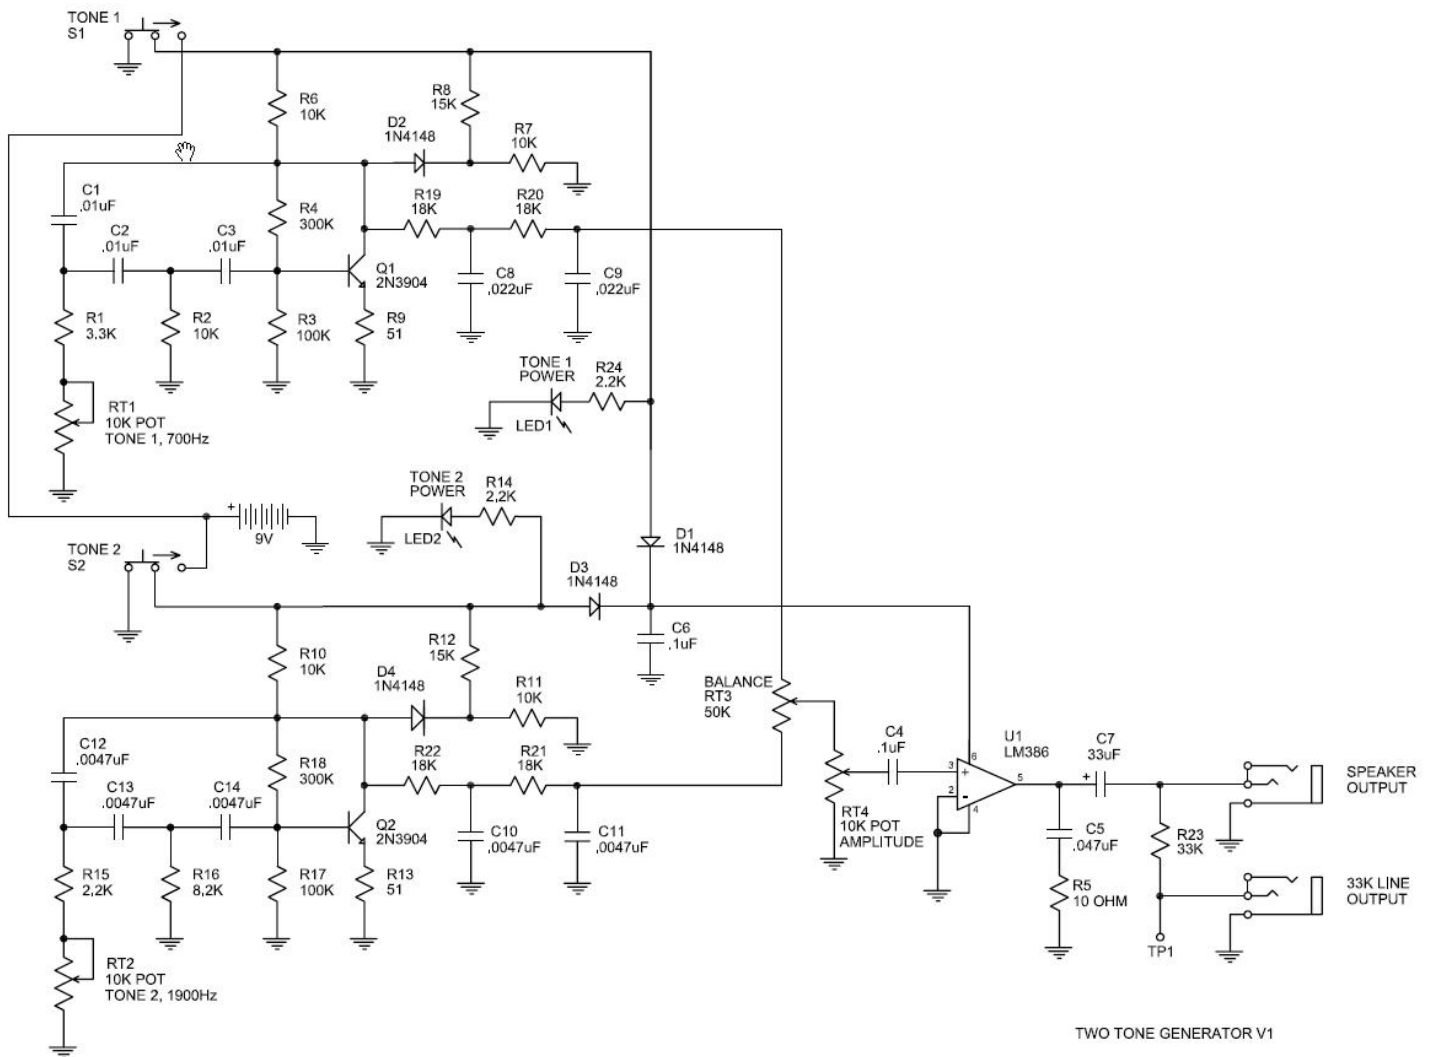 TONE 1
S1
R6
10K
R8
15K
D2
1N4148
R7
10K
C1
.01uF
R4
300K
R19
18K
R20
18K
C2
.01uF
C3
.01uF
Q1
2N3904
C8
.022uF
C9
.022uF
R1
3.3K
R2
10K
R3
100K
R9
51
TONE 1
POWER
R24
2.2K
LED1
RT1
10K POT
TONE 1, 700Hz
TONE 2
POWER
R14
2.2K
LED2
+
9V
D1
1N4148
TONE 2
S2
D3
1N4148
C6
.1uF
R10
10K
R12
15K
D4
1N4148
R11
10K
BALANCE
RT3
50K
C12
.0047uF
R18
300K
R22
18K
R21
18K
C13
.0047uF
C14
.0047uF
Q2
2N3904
C10
.0047uF
C11
.0047uF
R15
2.2K
R16
8.2K
R17
100K
R13
51
RT2
10K POT
TONE 2, 1900Hz
C4
.1uF
U1
LM386
3
+
2
-
6
5
4
RT4
10K POT
AMPLITUDE
C7
33uF
+
C5
.047uF
R5
10 OHM
R23
33K
TP1
SPEAKER
OUTPUT
33K LINE
OUTPUT
TWO TONE GENERATOR V1